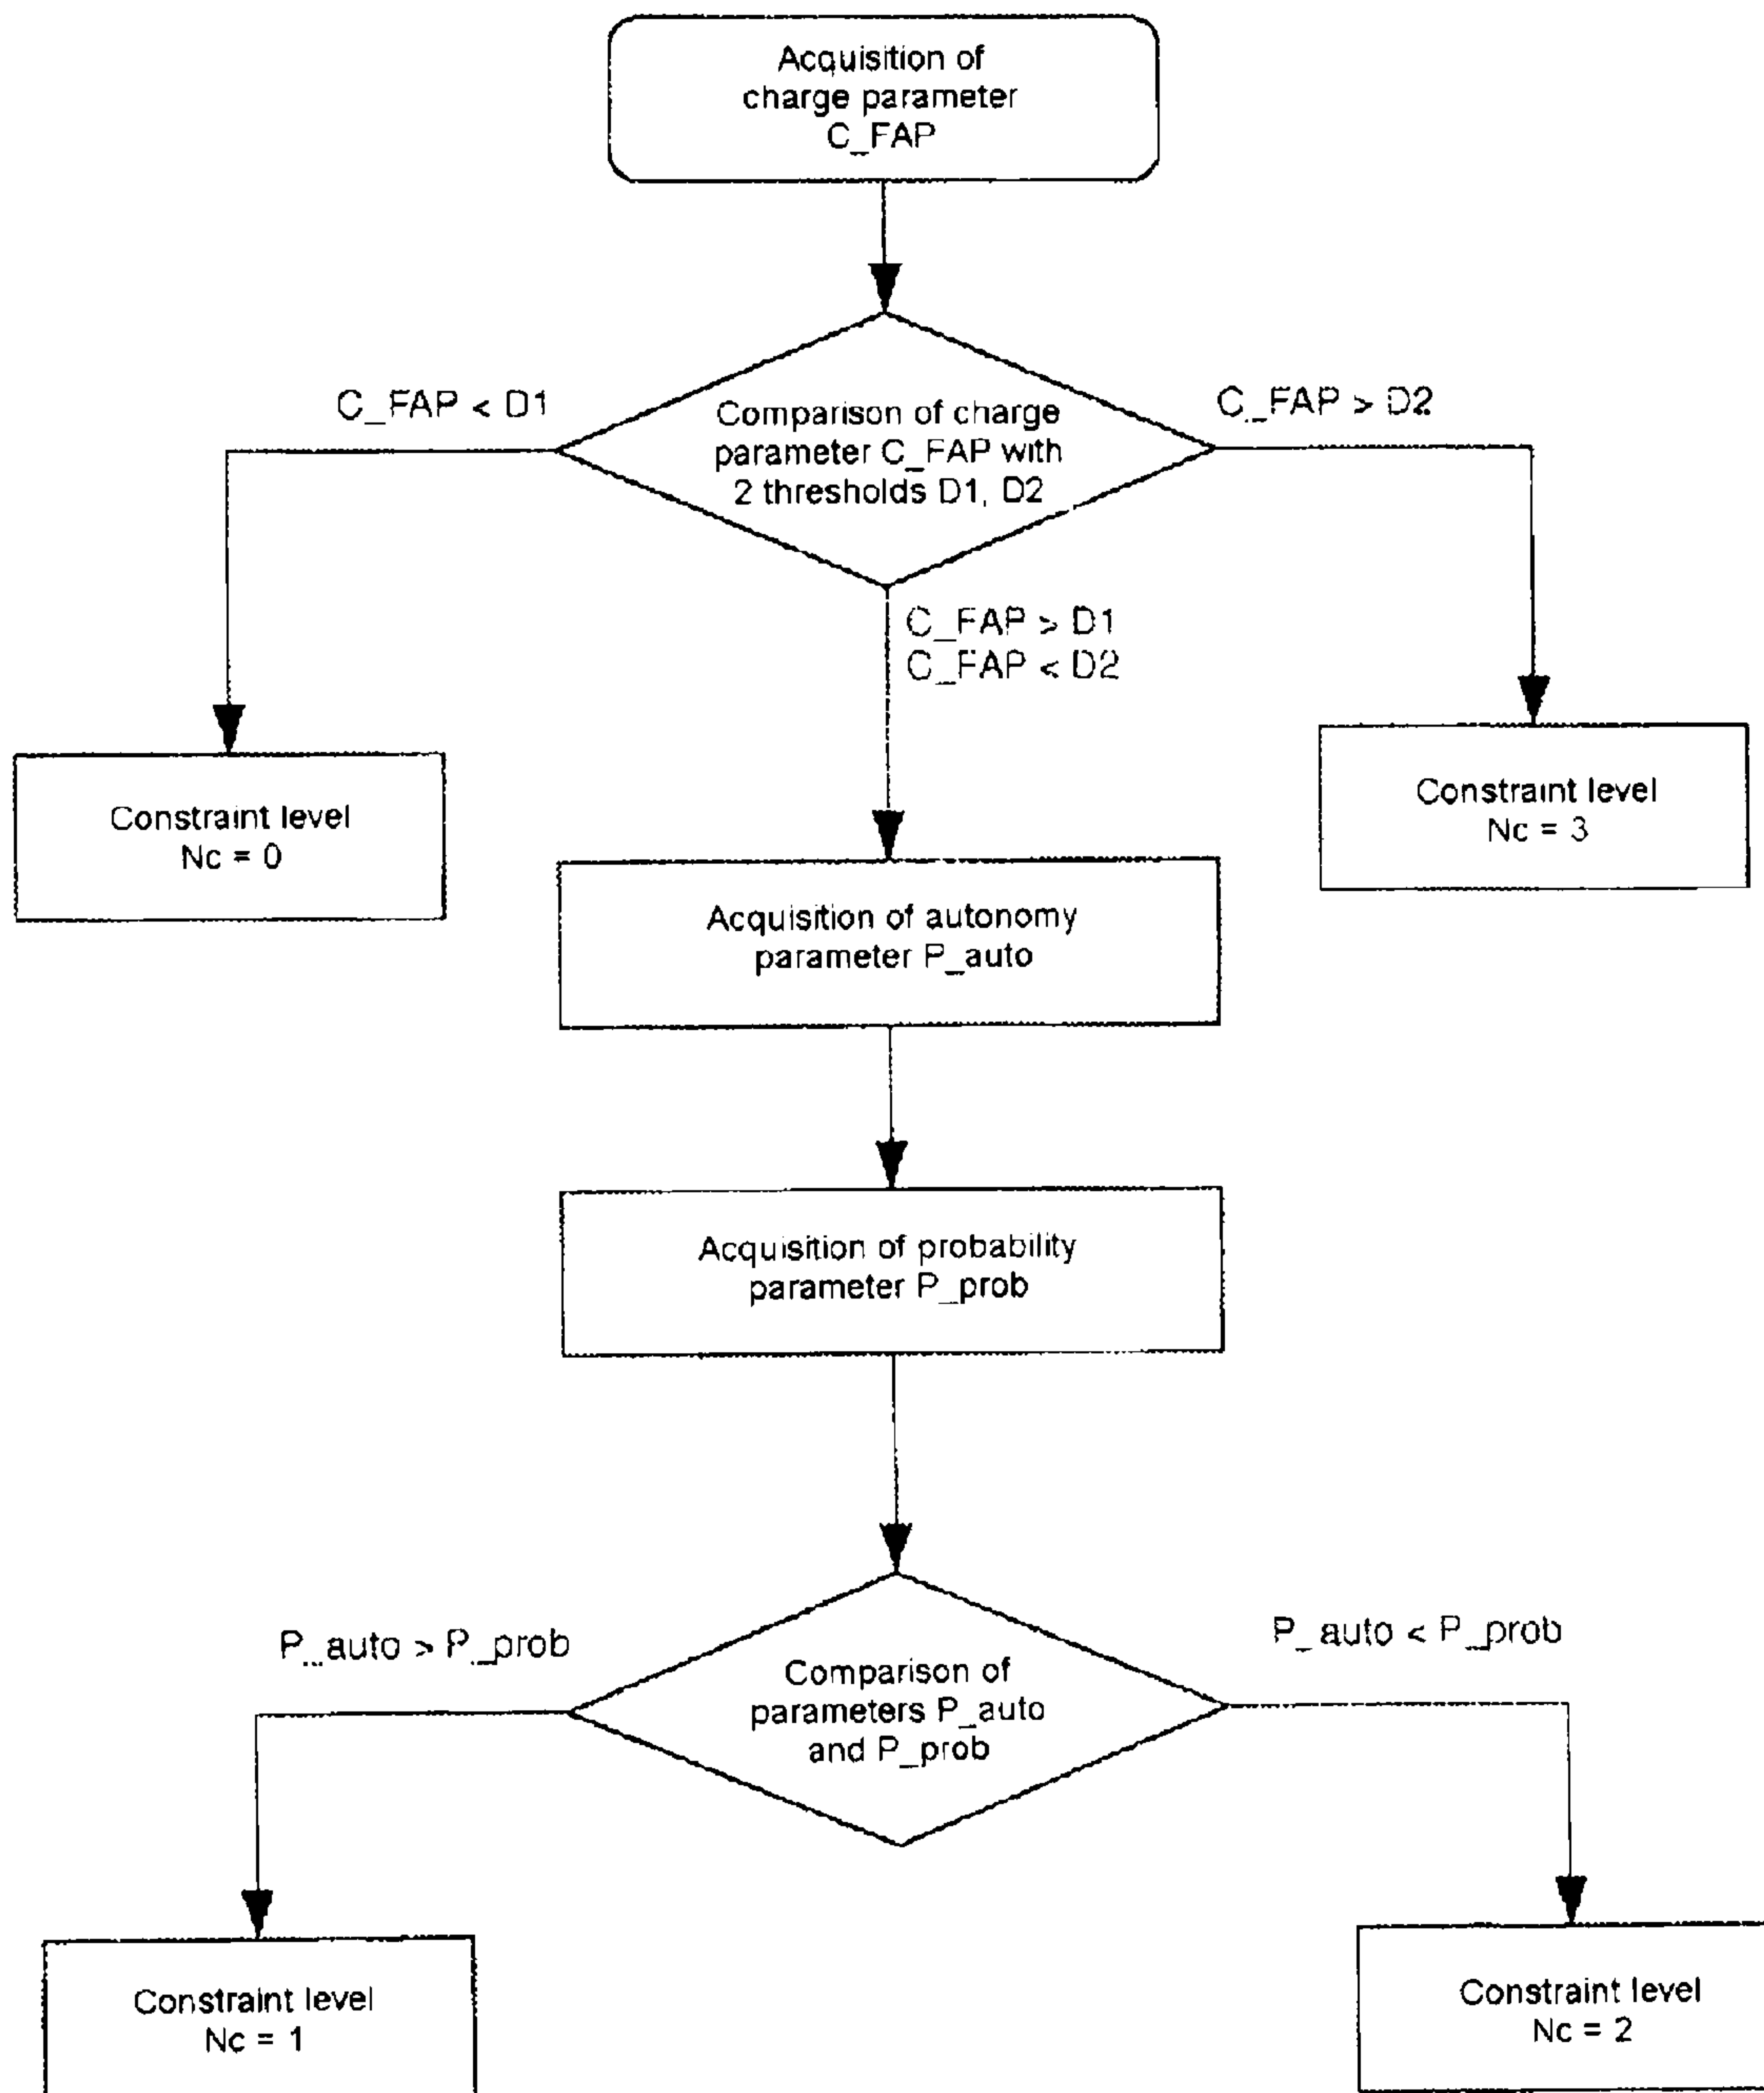 Acquisition of
charge parameter
C_FAP
C_FAP < D1
Comparison of charge
parameter C_FAP with
2 thresholds D1, D2
C_FAP > D2
C_FAP > D1
C_FAP < D2
Constraint level
Nc = 0
Constraint level
Nc = 3
Acquisition of autonomy
parameter P_auto
Acquisition of probability
parameter P_prob
P_auto > P_prob
Comparison of
parameters P_auto
and P_prob
P_auto < P_prob
Constraint level
Nc = 1
Constraint level
Nc = 2